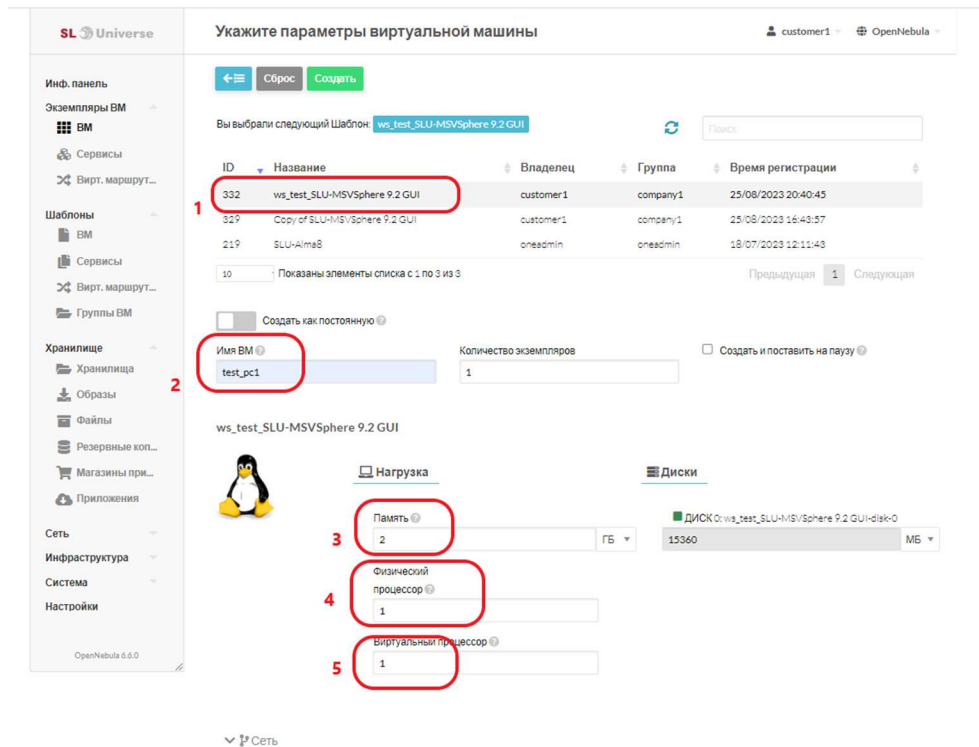 SL Universe
Укажите параметры виртуальной машины
customer1
OpenNebula
Инф. панель
Экземпляры ВМ
ВМ
Сервисы
Вирт. маршрут...
Шаблоны
ВМ
Сервисы
Вирт. маршрут...
Группы ВМ
Хранилище
Хранилища
Образы
Файлы
Резервные коп...
Магазины при...
Приложения
Сеть
Инфраструктура
Система
Настройки
OpenNebula 6.6.0
Сброс Создать
Вы выбрали следующий Шаблон: ws_test_SLU-MSVSphere 9.2 GUI
Поиск
ID Название Владелец Группа Время регистрации
1
332 ws_test_SLU-MSVSphere 9.2 GUI customer1 company1 25/08/2023 20:40:45
329 Copy of SLU-MSVSphere 9.2 GUI customer1 company1 25/08/2023 16:43:57
219 SLU-Alma8 oneadmin oneadmin 18/07/2023 12:11:43
10 Показаны элементы списка с 1 по 3 из 3 Предыдущая 1 Следующая
Создать как постоянную
Имя ВМ Количество экземпляров Создать и поставить на паузу
2 test_pc1 1
ws_test_SLU-MSVSphere 9.2 GUI
Нагрузка Диски
Память ДИСК 0: ws_test_SLU-MSVSphere 9.2 GUI-disk-0
3 2 ГБ 15360 МБ
Физический
процессор
4 1
Виртуальный процессор
5 1
Сеть